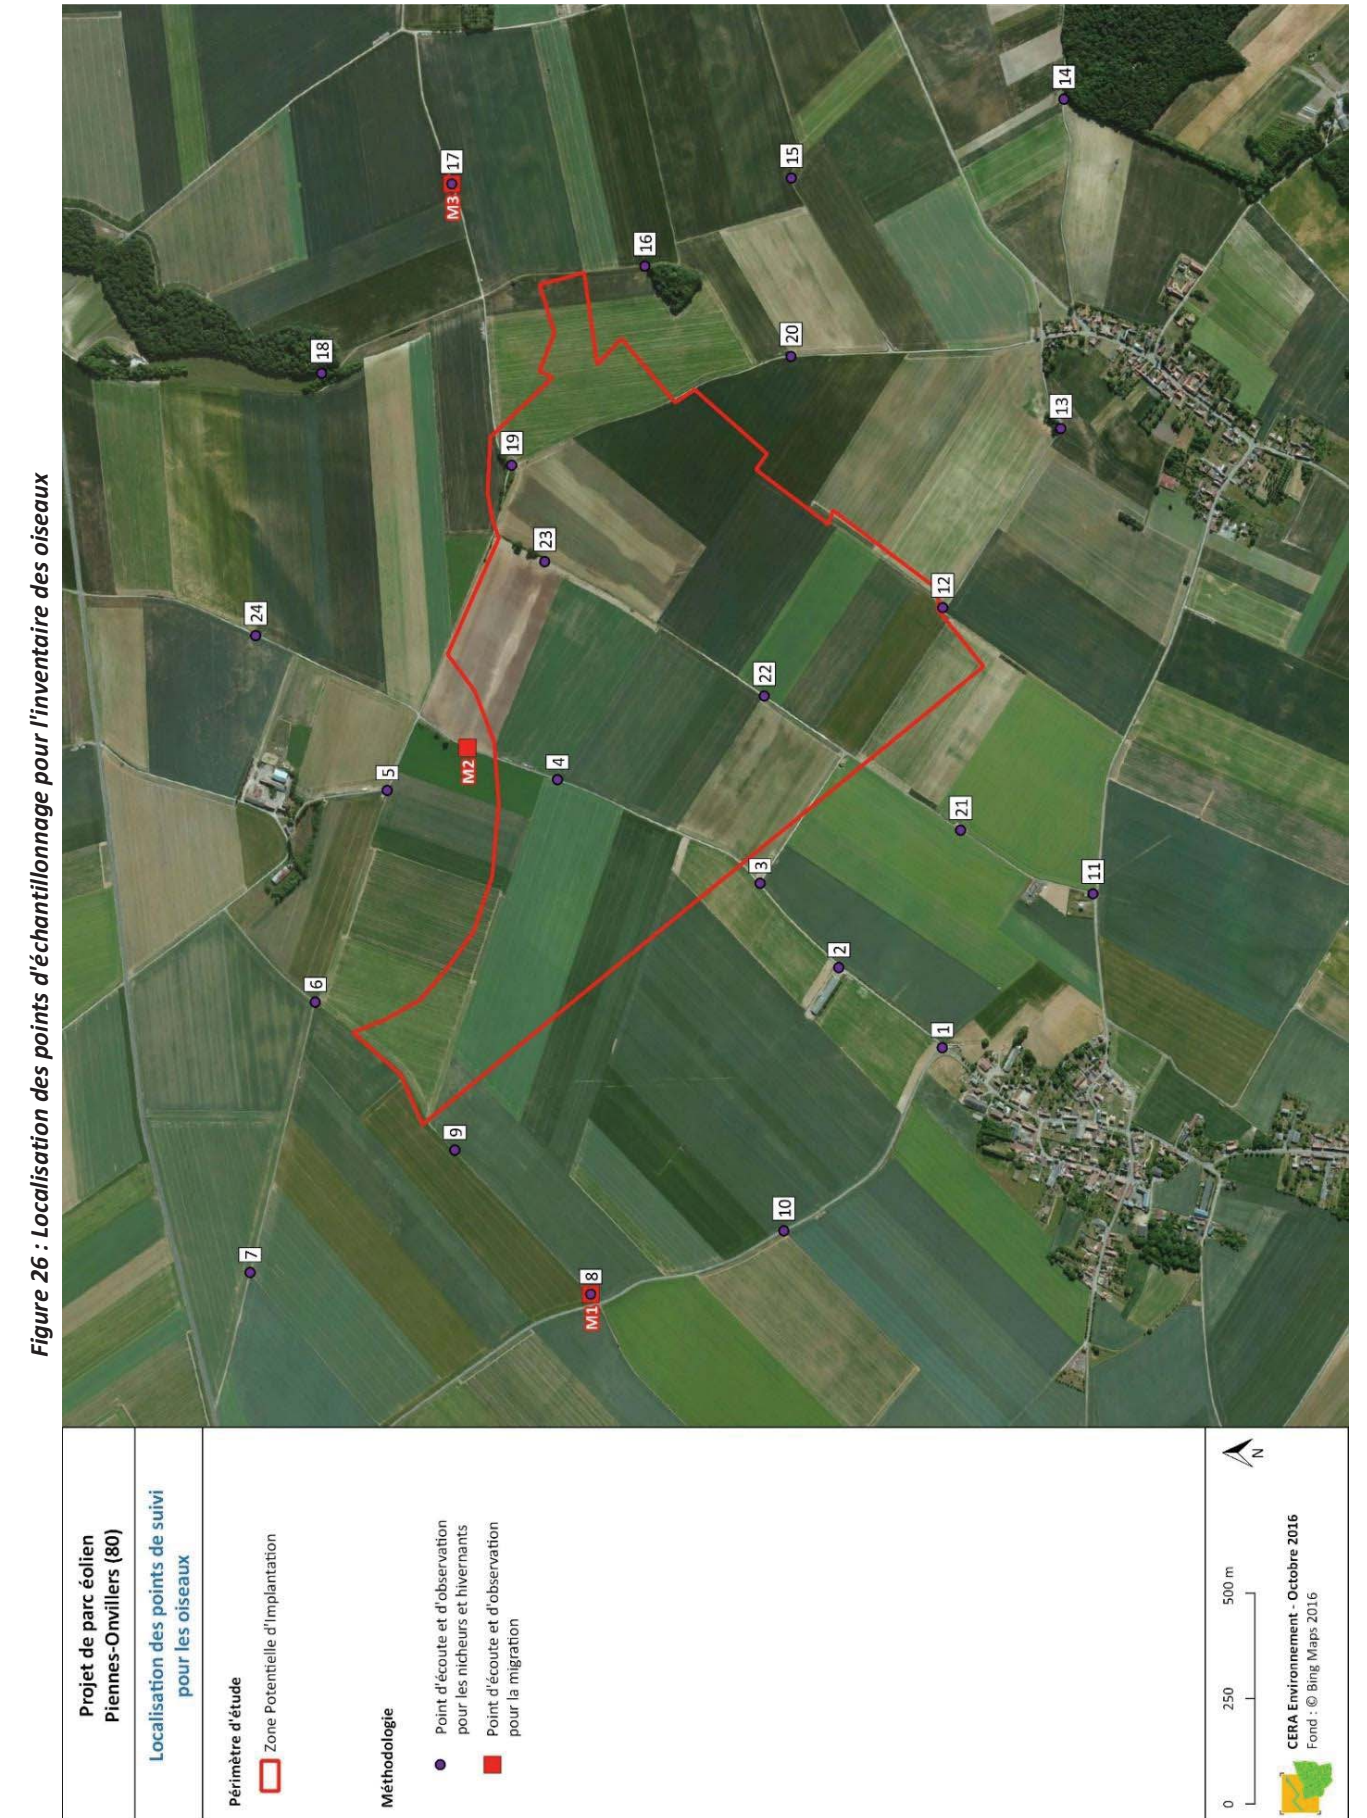 Figure 26 : Localisation des points d'échantillonnage pour l'inventaire des oiseaux
Projet de parc éolien
Piennes-Onvillers (80)
Localisation des points de suivi
pour les oiseaux
Périmètre d'étude
Zone Potentielle d'Implantation
Méthodologie
Point d'écoute et d'observation
pour les nicheurs et hivernants
Point d'écoute et d'observation
pour la migration
0 250 500 m
N
CERA Environnement - Octobre 2016
Fond : © Bing Maps 2016
7
6
5
24
18
M2
M3
17
9
M1
8
4
23
19
16
10
3
22
20
15
2
1
21
12
11
13
14